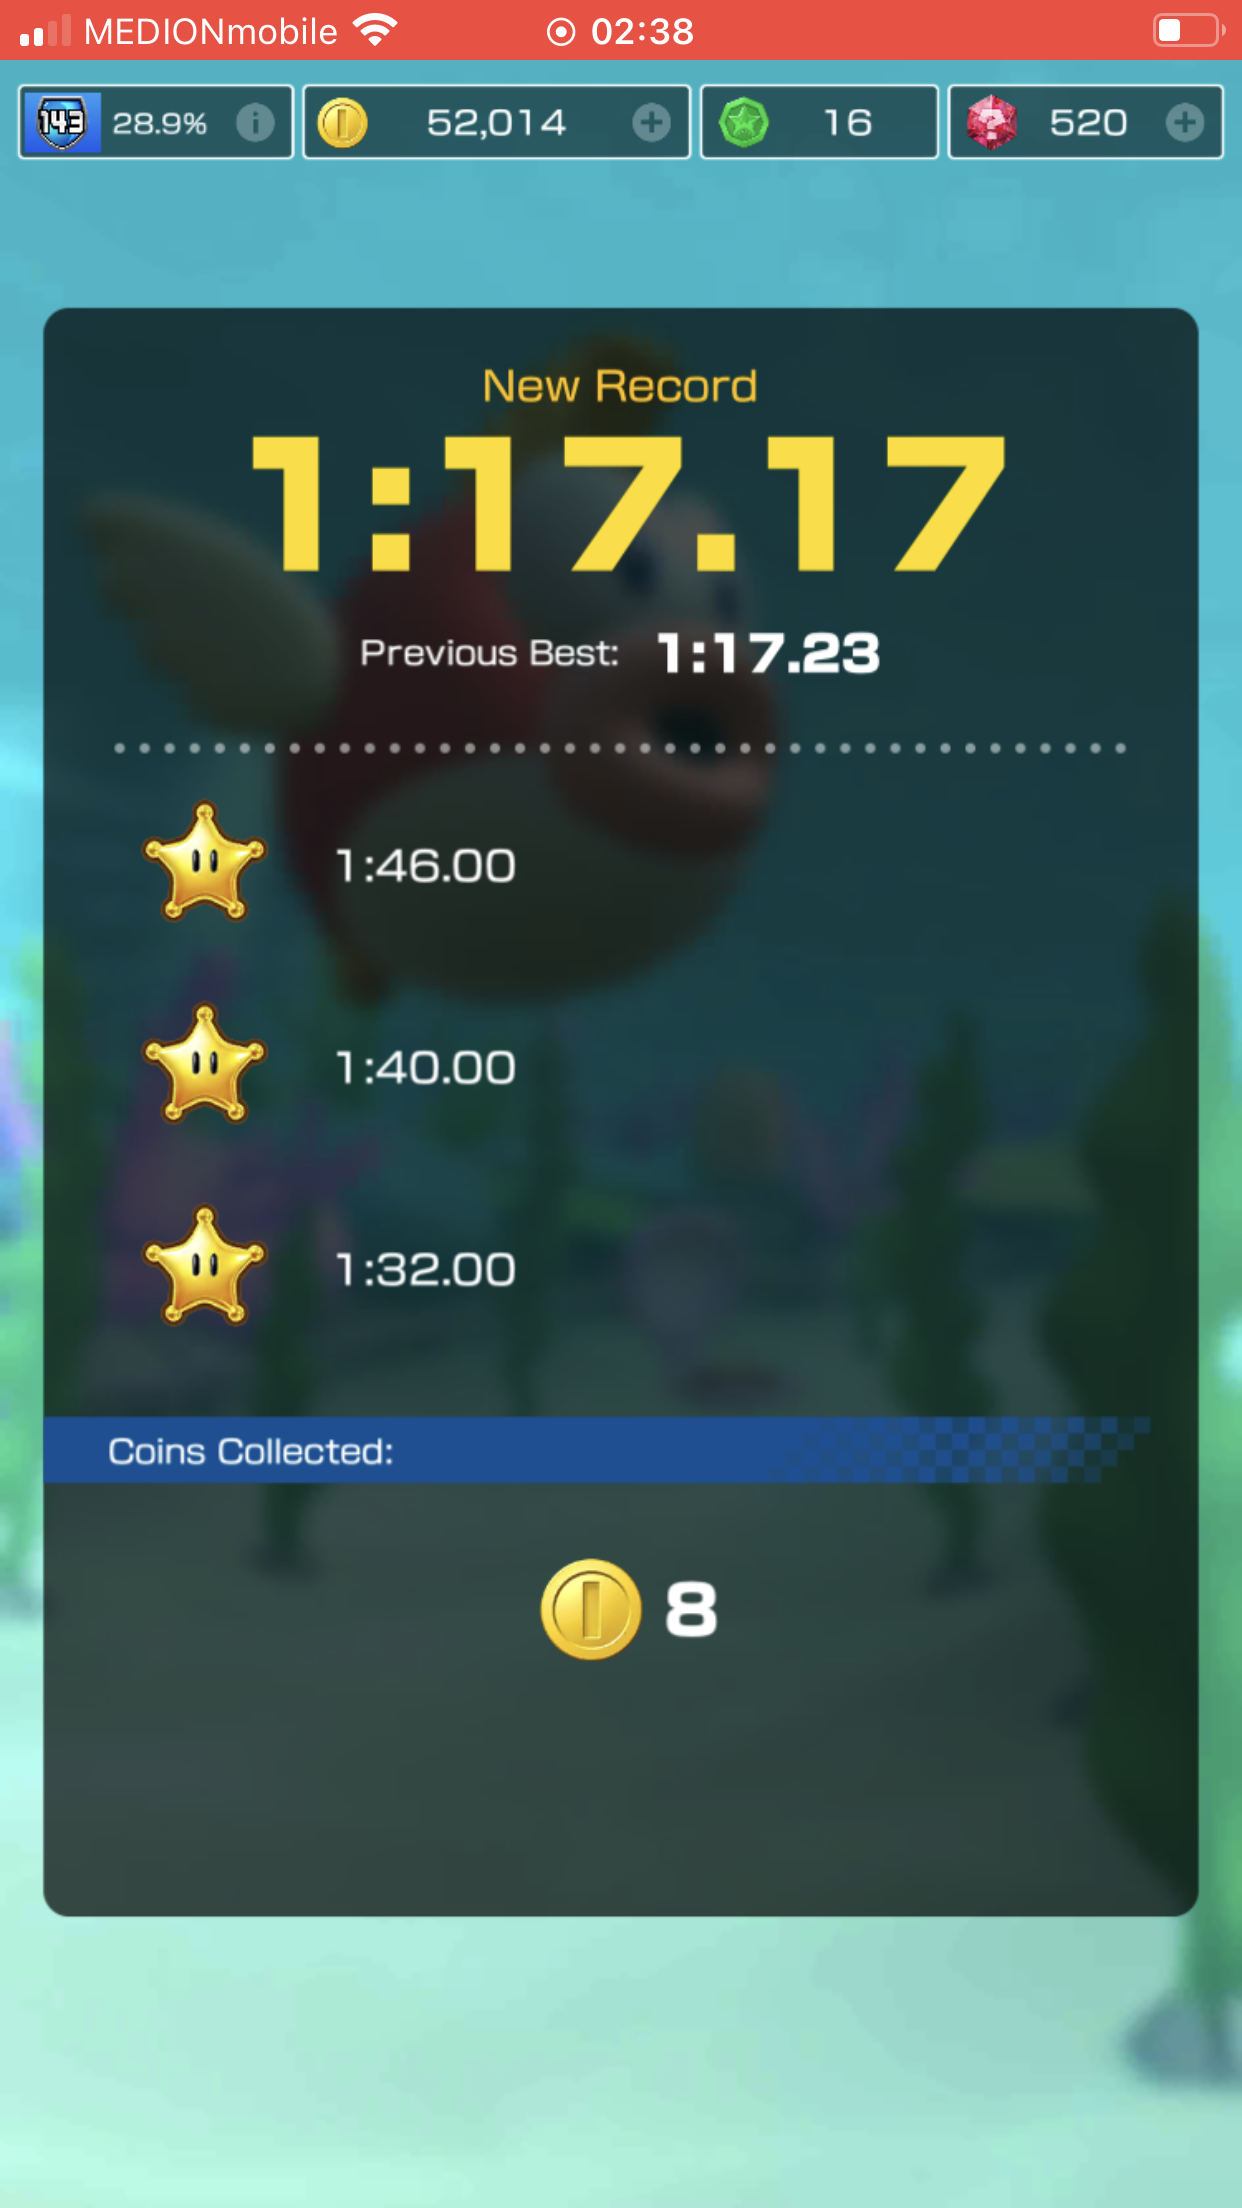 MEDIONmobile 02:38
143 28.9% i 52,014 + 16 ? 520 +
New Record
1:17.17
Previous Best: 1:17.23
1:46.00
1:40.00
1:32.00
Coins Collected:
8